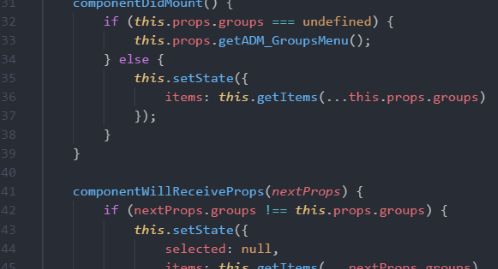 31 componentDidMount() {
32 if (this.props.groups === undefined) {
33 this.props.getADM_GroupsMenu();
34 } else {
35 this.setState({
36 items: this.getItems(...this.props.groups)
37 });
38 }
39 }
40
41 componentWillReceiveProps(nextProps) {
42 if (nextProps.groups !== this.props.groups) {
43 this.setState({
44 selected: null,
45 items: this.getItems(...nextProps.groups)